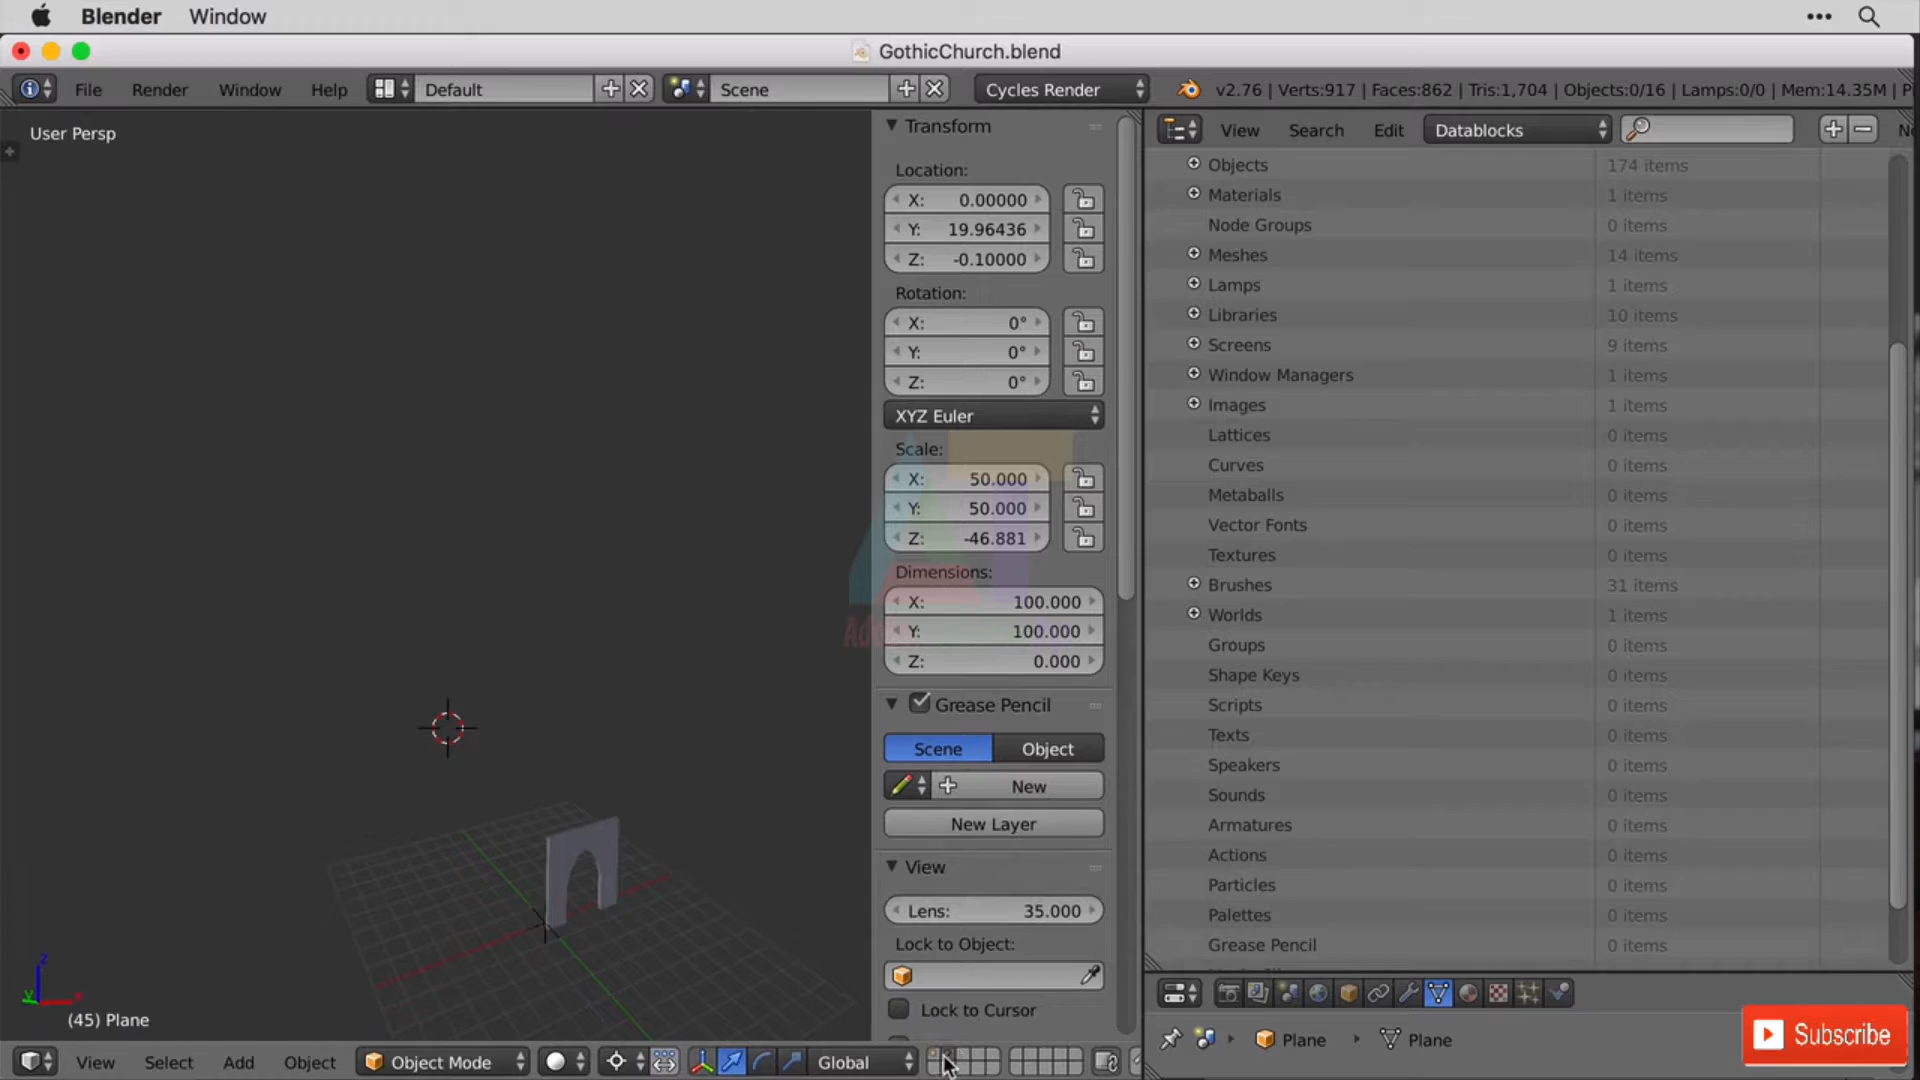 Blender Window
GothicChurch.blend
File Render Window Help Default Scene Cycles Render v2.76 | Verts:917 | Faces:862 | Tris:1,704 | Objects:0/16 | Lamps:0/0 | Mem:14.35M | P
User Persp
Transform
Location:
X: 0.00000
Y: 19.96436
Z: -0.10000
Rotation:
X: 0°
Y: 0°
Z: 0°
XYZ Euler
Scale:
X: 50.000
Y: 50.000
Z: -46.881
Dimensions:
X: 100.000
Y: 100.000
Z: 0.000
Grease Pencil
Scene Object
New
New Layer
View
Lens: 35.000
Lock to Object:
Lock to Cursor
View Search Edit Datablocks
Objects 174 items
Materials 1 items
Node Groups 0 items
Meshes 14 items
Lamps 1 items
Libraries 10 items
Screens 9 items
Window Managers 1 items
Images 1 items
Lattices 0 items
Curves 0 items
Metaballs 0 items
Vector Fonts 0 items
Textures 0 items
Brushes 31 items
Worlds 1 items
Groups 0 items
Shape Keys 0 items
Scripts 0 items
Texts 0 items
Speakers 0 items
Sounds 0 items
Armatures 0 items
Actions 0 items
Particles 0 items
Palettes 0 items
Grease Pencil 0 items
z
y x
(45) Plane
View Select Add Object Object Mode Global
Plane Plane
Subscribe